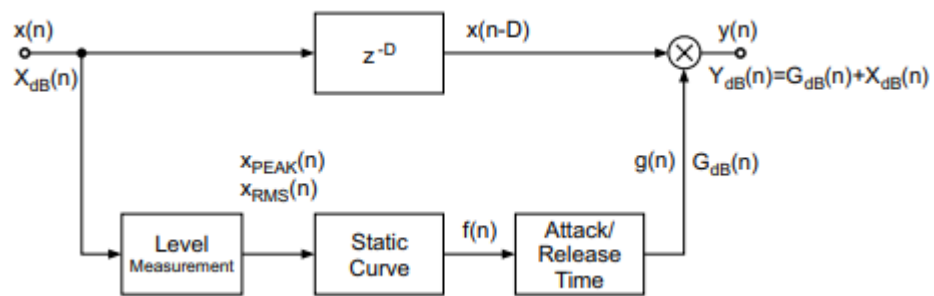 x(n)
X_dB(n)
z^-D
x(n-D)
y(n)
Y_dB(n)=G_dB(n)+X_dB(n)
x_PEAK(n)
x_RMS(n)
g(n)
G_dB(n)
Level
Measurement
Static
Curve
f(n)
Attack/
Release
Time